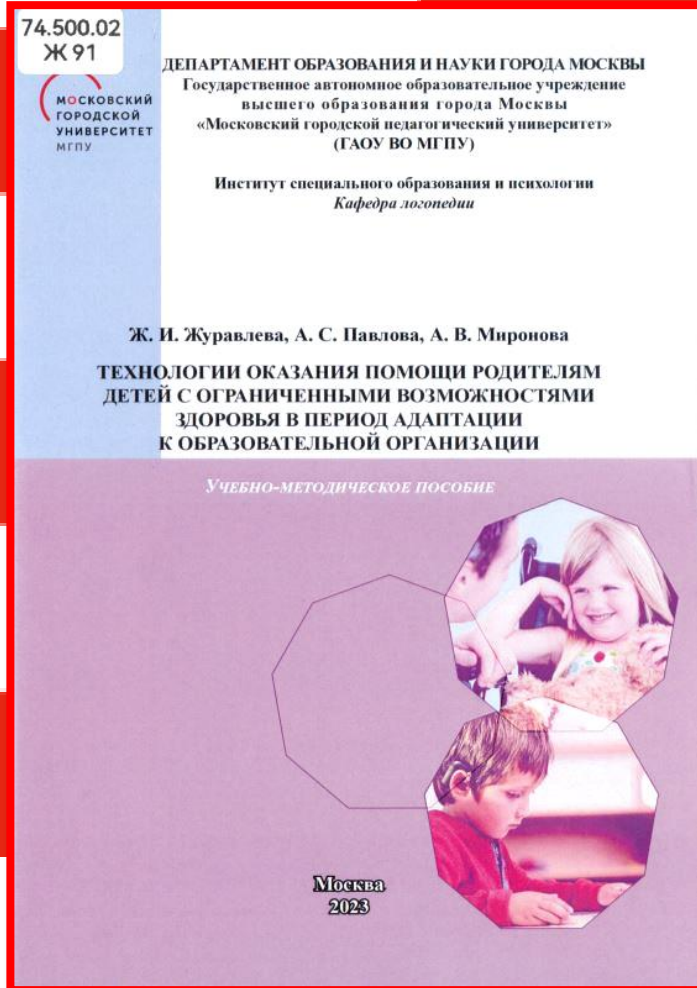 74.500.02
Ж 91
МОСКОВСКИЙ
ГОРОДСКОЙ
УНИВЕРСИТЕТ
МГПУ
ДЕПАРТАМЕНТ ОБРАЗОВАНИЯ И НАУКИ ГОРОДА МОСКВЫ
Государственное автономное образовательное учреждение
высшего образования города Москвы
«Московский городской педагогический университет»
(ГАОУ ВО МГПУ)
Институт специального образования и психологии
Кафедра логопедии
Ж. И. Журавлева, А. С. Павлова, А. В. Миронова
ТЕХНОЛОГИИ ОКАЗАНИЯ ПОМОЩИ РОДИТЕЛЯМ
ДЕТЕЙ С ОГРАНИЧЕННЫМИ ВОЗМОЖНОСТЯМИ
ЗДОРОВЬЯ В ПЕРИОД АДАПТАЦИИ
К ОБРАЗОВАТЕЛЬНОЙ ОРГАНИЗАЦИИ
УЧЕБНО-МЕТОДИЧЕСКОЕ ПОСОБИЕ
Москва
2023